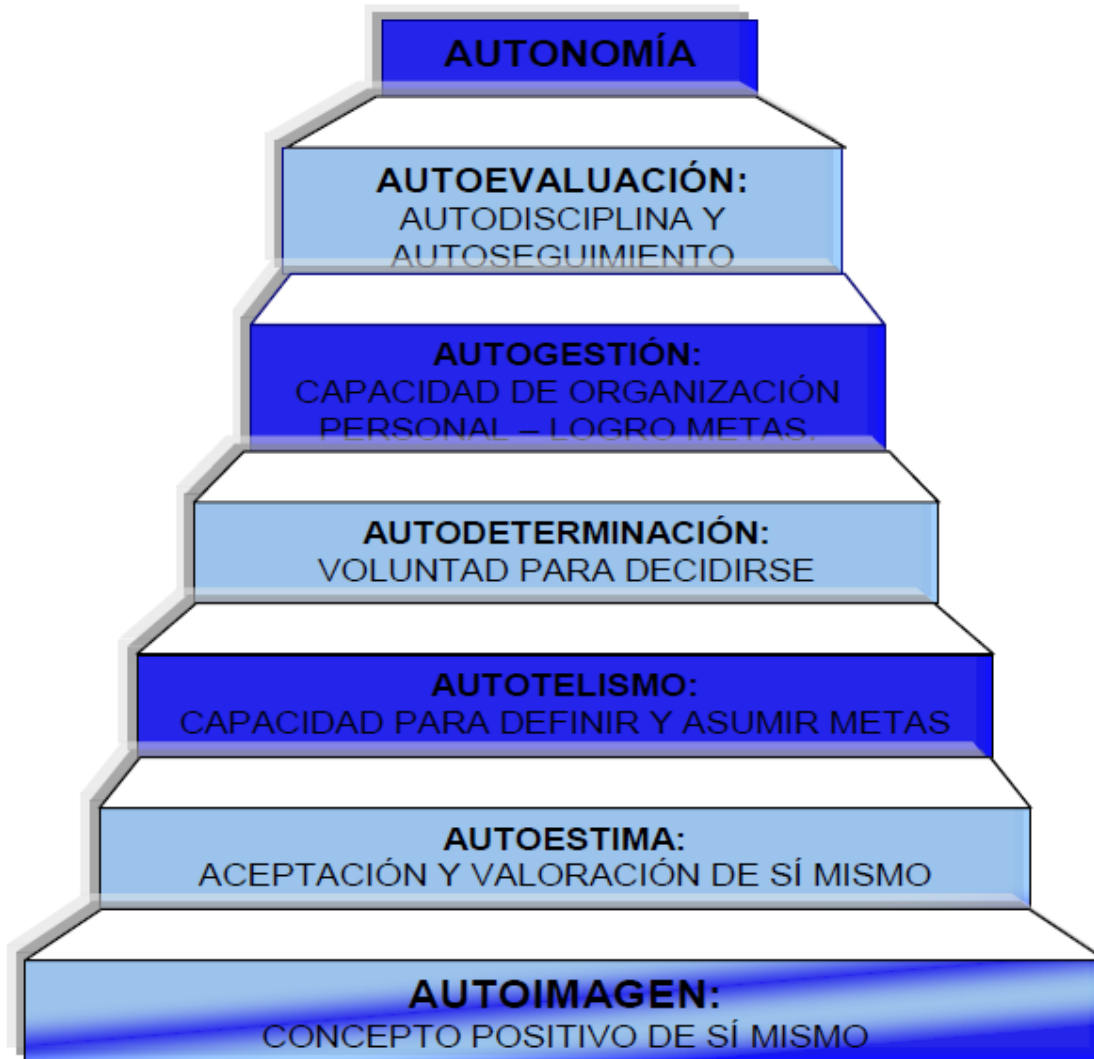 AUTONOMÍA
AUTOEVALUACIÓN:
AUTODISCIPLINA Y
AUTOSEGUIMIENTO
AUTOGESTIÓN:
CAPACIDAD DE ORGANIZACIÓN
PERSONAL – LOGRO METAS.
AUTODETERMINACIÓN:
VOLUNTAD PARA DECIDIRSE
AUTOTELISMO:
CAPACIDAD PARA DEFINIR Y ASUMIR METAS
AUTOESTIMA:
ACEPTACIÓN Y VALORACIÓN DE SÍ MISMO
AUTOIMAGEN:
CONCEPTO POSITIVO DE SÍ MISMO